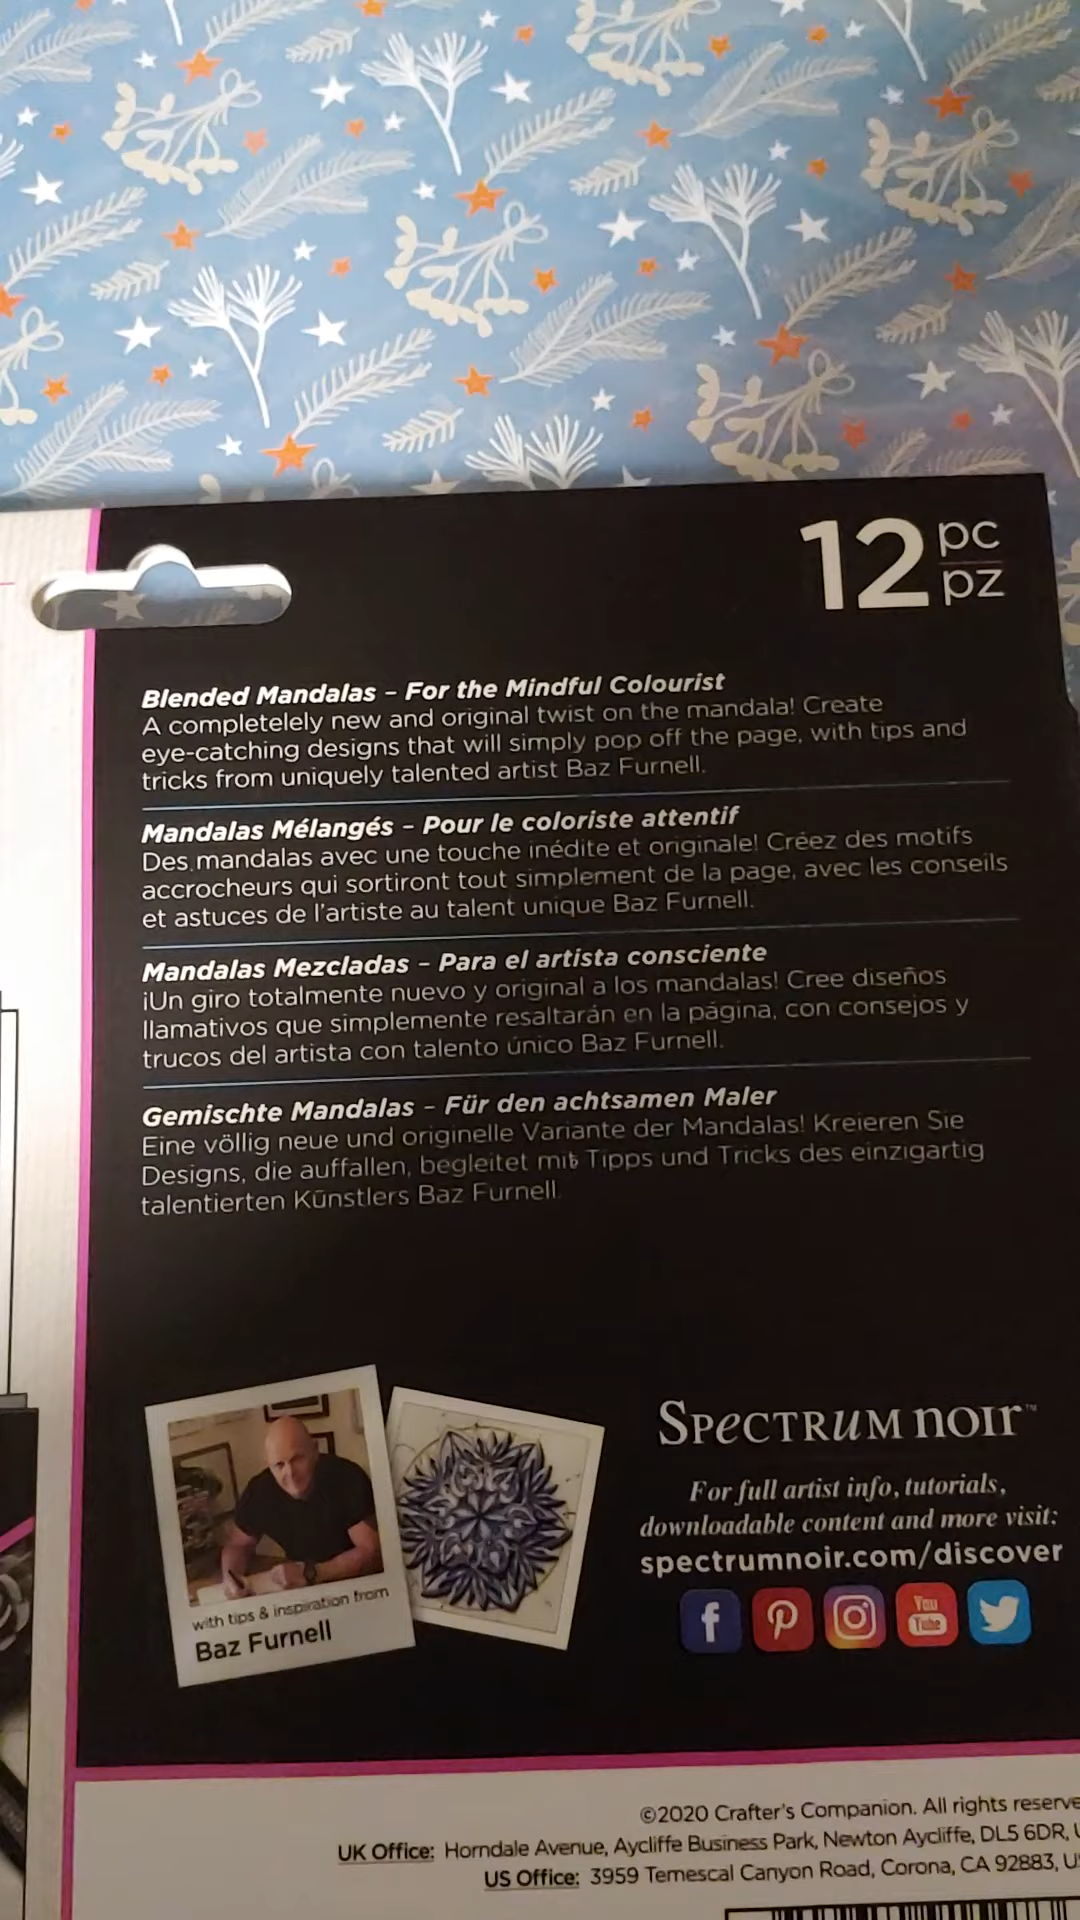 12 pc
pz
Blended Mandalas – For the Mindful Colourist
A completelely new and original twist on the mandala! Create
eye-catching designs that will simply pop off the page, with tips and
tricks from uniquely talented artist Baz Furnell.
Mandalas Mélangés – Pour le coloriste attentif
Des mandalas avec une touche inédite et originale! Créez des motifs
accrocheurs qui sortiront tout simplement de la page, avec les conseils
et astuces de l'artiste au talent unique Baz Furnell.
Mandalas Mezcladas – Para el artista consciente
¡Un giro totalmente nuevo y original a los mandalas! Cree diseños
llamativos que simplemente resaltarán en la página, con consejos y
trucos del artista con talento único Baz Furnell.
Gemischte Mandalas – Für den achtsamen Maler
Eine völlig neue und originelle Variante der Mandalas! Kreieren Sie
Designs, die auffallen, begleitet mit Tipps und Tricks des einzigartig
talentierten Künstlers Baz Furnell.
with tips & inspiration from
Baz Furnell
SPECTRUM NOIR™
For full artist info, tutorials,
downloadable content and more visit:
spectrumnoir.com/discover
You
Tube
©2020 Crafter's Companion. All rights reserve
UK Office: Horndale Avenue, Aycliffe Business Park, Newton Aycliffe, DL5 6DR, U
US Office: 3959 Temescal Canyon Road, Corona, CA 92883, U